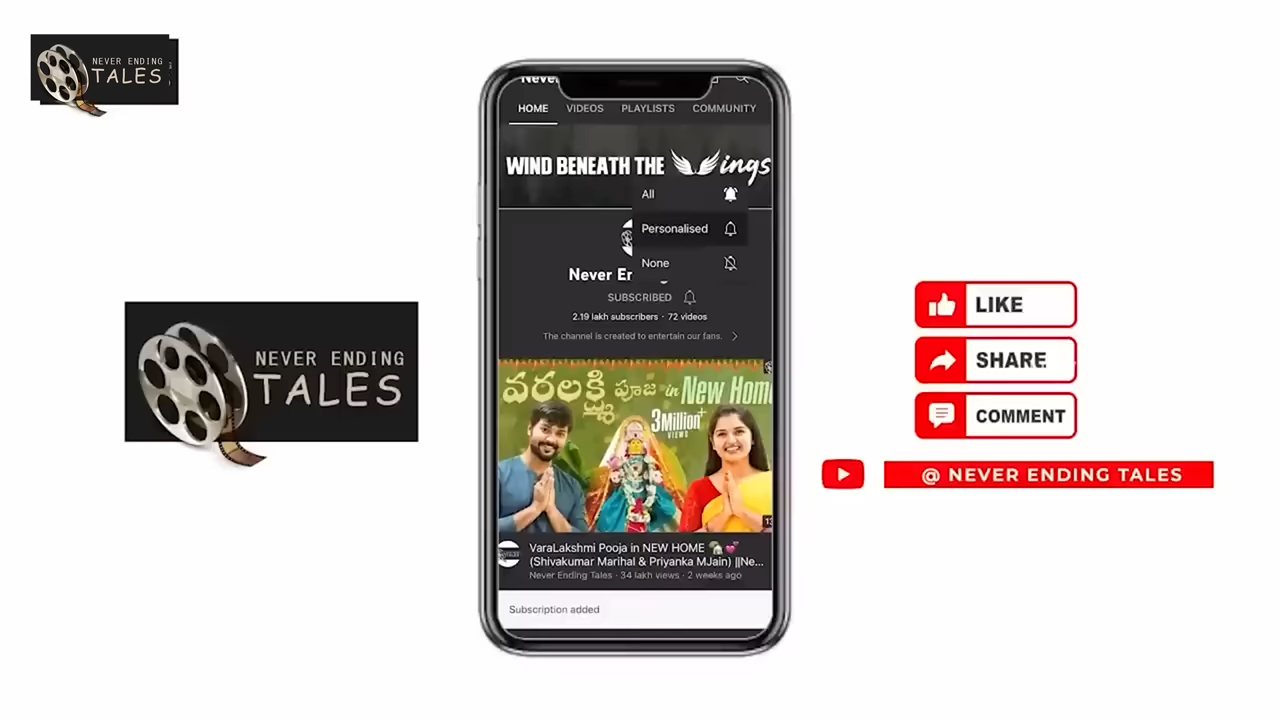 NEVER ENDING
TALES
HOME VIDEOS PLAYLISTS COMMUNITY
WIND BENEATH THE Wings
All
Personalised
None
SUBSCRIBED
2.19 lakh subscribers · 72 videos
The channel is created to entertain our fans.
వరలక్ష్మి పూజ in New Home
3Million+
VIEWS
VaraLakshmi Pooja in NEW HOME 🏡💕
(Shivakumar Marihal & Priyanka MJain) ||Ne...
Never Ending Tales · 34 lakh views · 2 weeks ago
Subscription added
NEVER ENDING
TALES
LIKE
SHARE
COMMENT
@ NEVER ENDING TALES